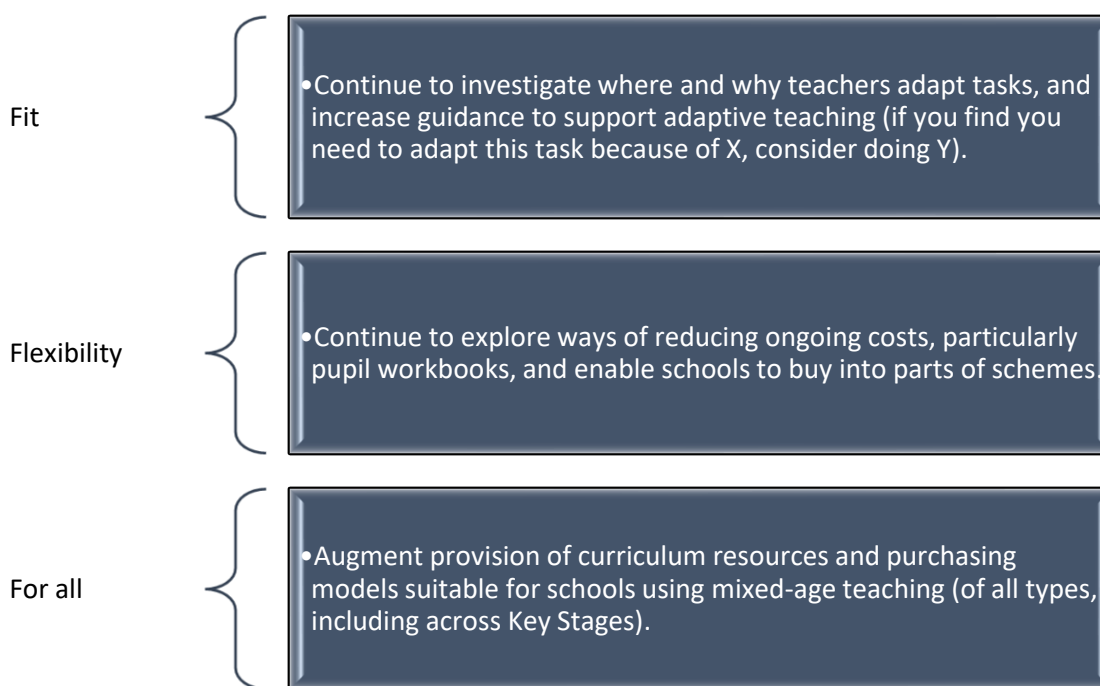 Fit
•Continue to investigate where and why teachers adapt tasks, and
increase guidance to support adaptive teaching (if you find you
need to adapt this task because of X, consider doing Y).
Flexibility
•Continue to explore ways of reducing ongoing costs, particularly
pupil workbooks, and enable schools to buy into parts of schemes.
For all
•Augment provision of curriculum resources and purchasing
models suitable for schools using mixed-age teaching (of all types,
including across Key Stages).